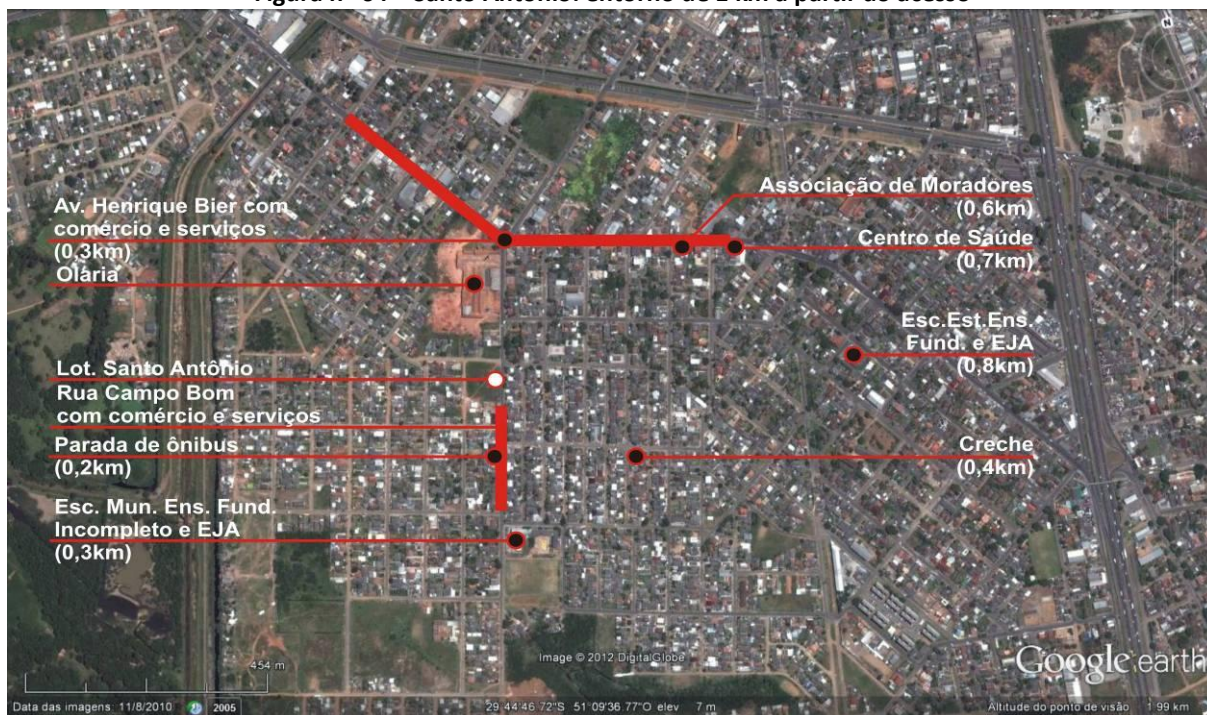 Av. Henrique Bier com
comércio e serviços
(0,3km)
Olaria
Lot. Santo Antônio
Rua Campo Bom
com comércio e serviços
Parada de ônibus
(0,2km)
Esc. Mun. Ens. Fund.
Incompleto e EJA
(0,3km)
Associação de Moradores
(0,6km)
Centro de Saúde
(0,7km)
Esc.Est.Ens.
Fund. e EJA
(0,8km)
Creche
(0,4km)
N
454 m
Image © 2012 DigitalGlobe
Google earth
Data das imagens: 11/8/2010
2005
29°44'46.72"S 51°09'36.77"O elev 7 m
Altitude do ponto de visão 1.99 km